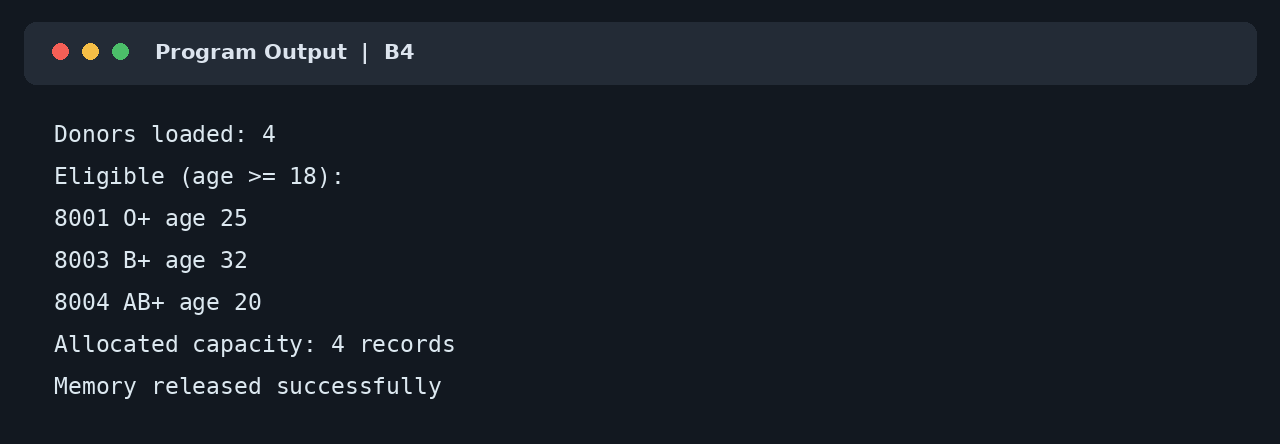 Program Output | B4
Donors loaded: 4
Eligible (age >= 18):
8001 O+ age 25
8003 B+ age 32
8004 AB+ age 20
Allocated capacity: 4 records
Memory released successfully